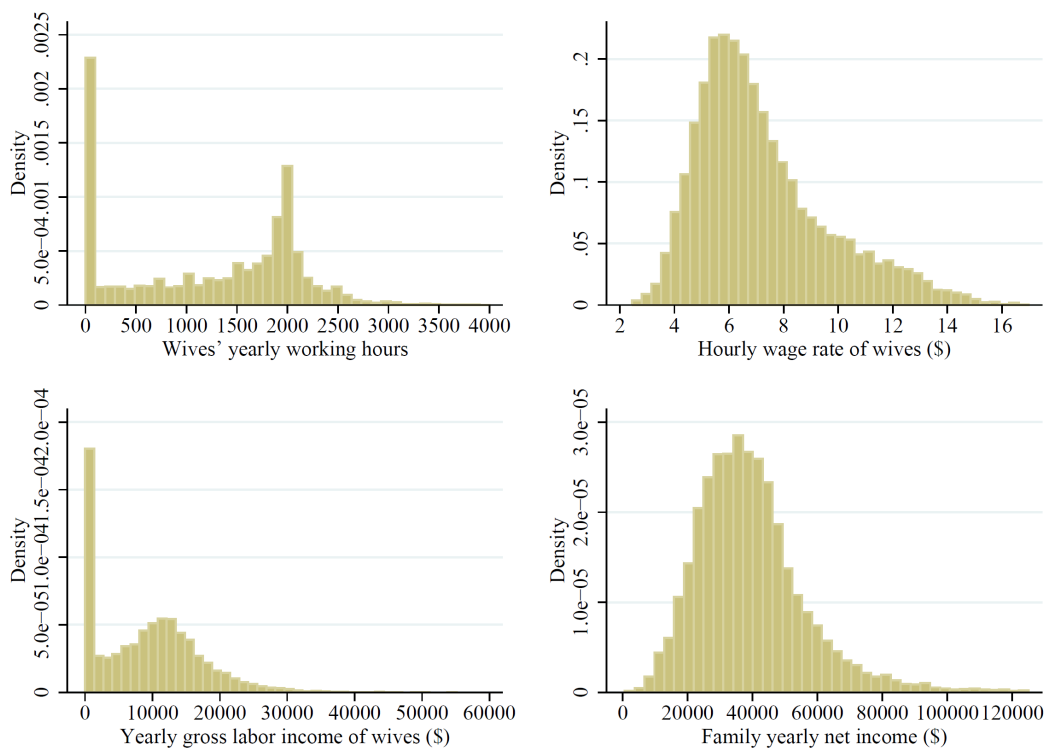 Density
.0025
.002
.0015
.001
5.0e−04
0
0 500 1000 1500 2000 2500 3000 3500 4000
Wives’ yearly working hours
Density
.2
.15
.1
.05
0
2 4 6 8 10 12 14 16
Hourly wage rate of wives ($)
Density
2.0e−04
1.5e−04
1.0e−04
5.0e−05
0
0 10000 20000 30000 40000 50000 60000
Yearly gross labor income of wives ($)
Density
3.0e−05
2.0e−05
1.0e−05
0
0 20000 40000 60000 80000 100000 120000
Family yearly net income ($)